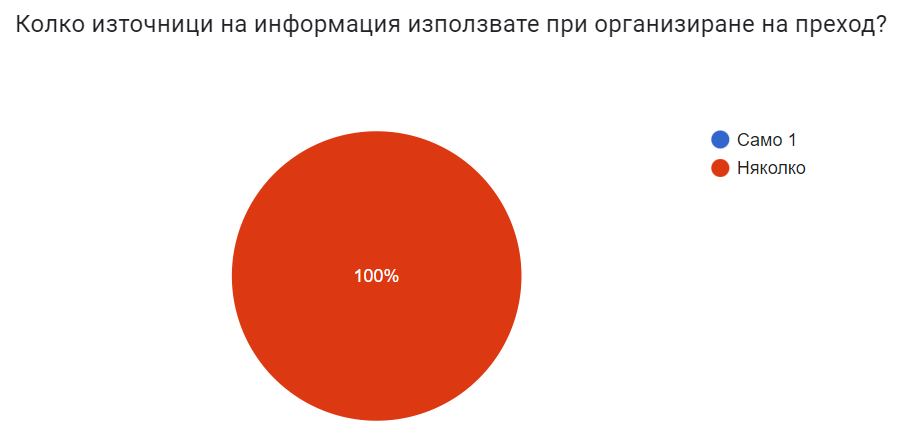 Колко източници на информация използвате при организиране на преход?
Само 1
Няколко
100%